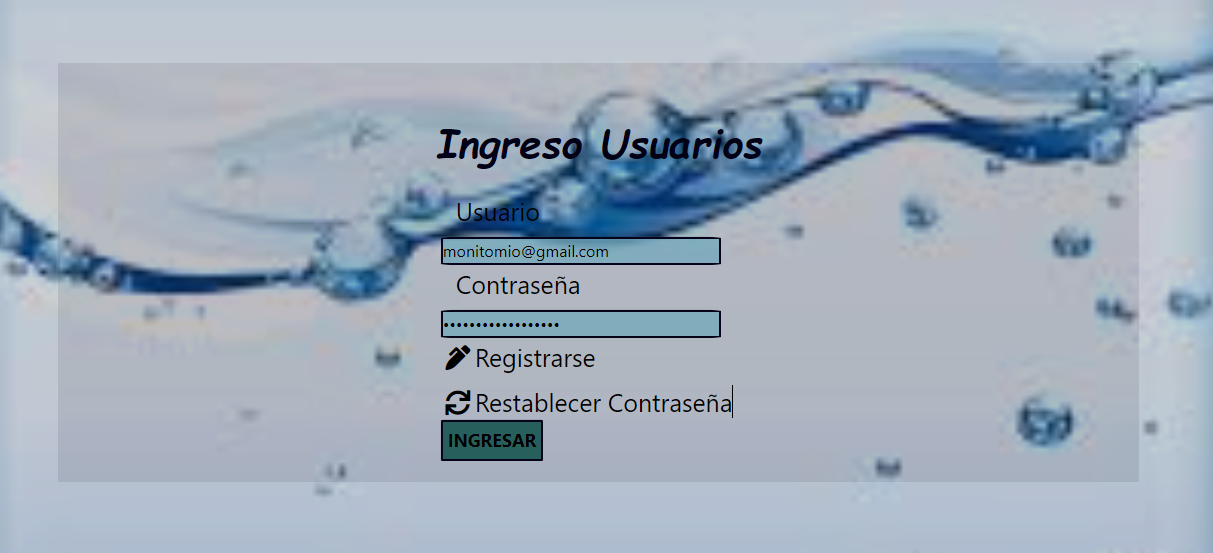 Ingreso Usuarios
Usuario
monitomio@gmail.com
Contraseña
••••••••••••••••••
Registrarse
Restablecer Contraseña
INGRESAR